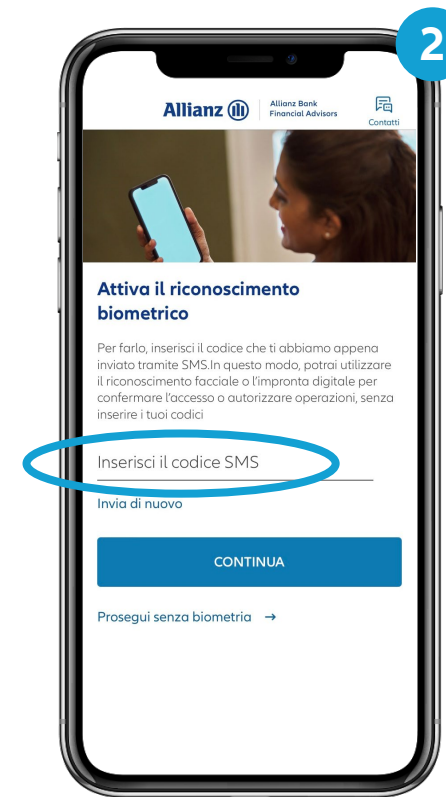 2
Allianz
Allianz Bank
Financial Advisors
Contatti
Attiva il riconoscimento
biometrico
Per farlo, inserisci il codice che ti abbiamo appena
inviato tramite SMS.In questo modo, potrai utilizzare
il riconoscimento facciale o l'impronta digitale per
confermare l'accesso o autorizzare operazioni, senza
inserire i tuoi codici
Inserisci il codice SMS
Invia di nuovo
CONTINUA
Prosegui senza biometria →